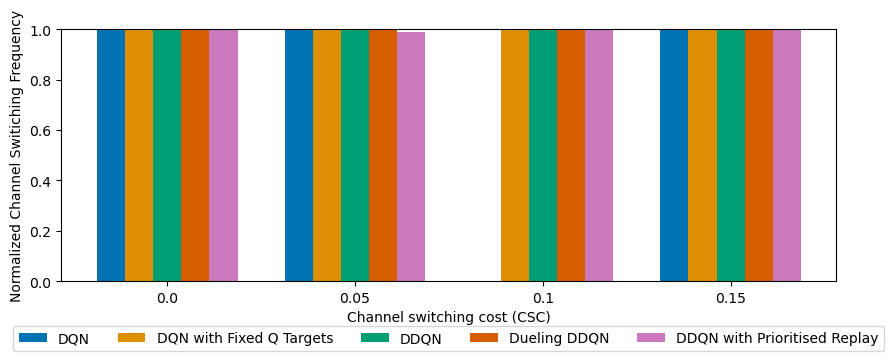 Normalized Channel Switiching Frequency
1.0
0.8
0.6
0.4
0.2
0.0
0.0 0.05 0.1 0.15
Channel switching cost (CSC)
DQN DQN with Fixed Q Targets DDQN Dueling DDQN DDQN with Prioritised Replay